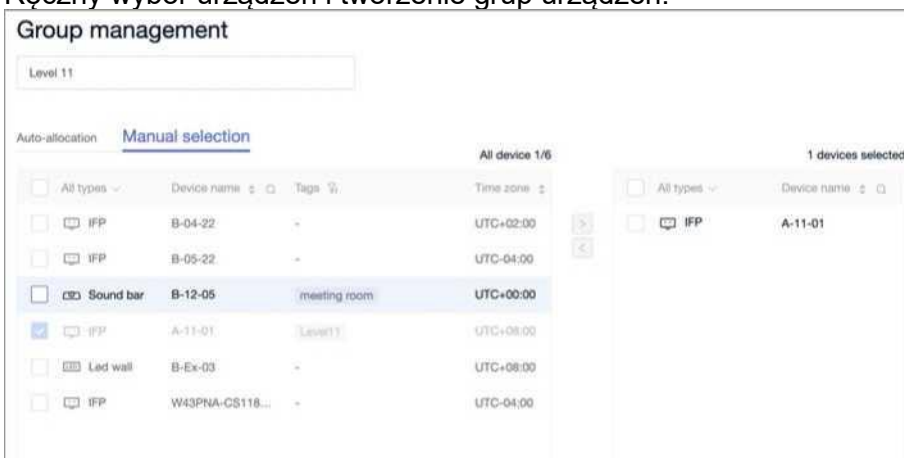 Ręczny wybór urządzeń i tworzenie grup urządzeń:
Group management
Level 11
Auto-allocation Manual selection
All device 1/6 1 devices selected
All types Device name Tags Time zone All types Device name
IFP B-04-22 - UTC+02:00 IFP A-11-01
IFP B-05-22 - UTC-04:00
Sound bar B-12-05 meeting room UTC+00:00
IFP A-11-01 Level11 UTC+08:00
Led wall B-Ex-03 - UTC+08:00
IFP W43PNA-CS118... - UTC-04:00